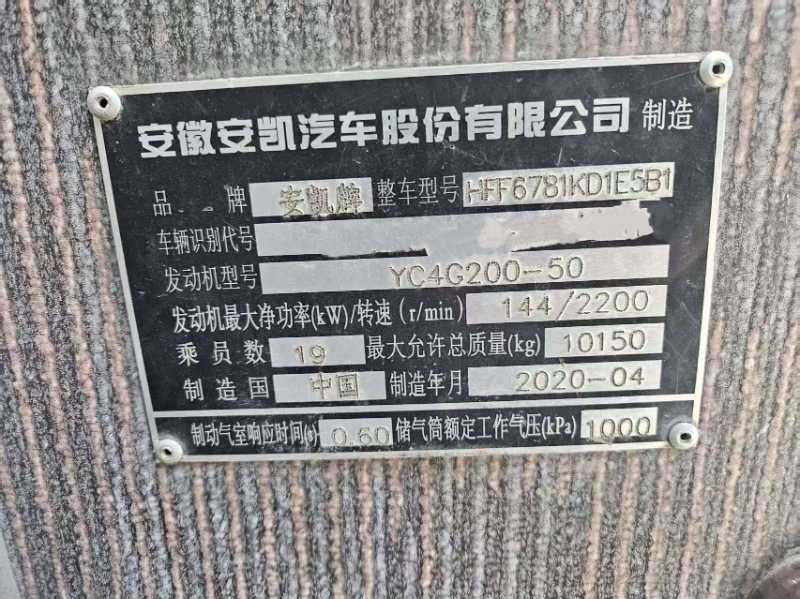 安徽安凯汽车股份有限公司 制造
品 牌 安凯牌 整车型号 HFF6781KD1E5B1
车辆识别代号
发动机型号 YC4G200-50
发动机最大净功率(kW)/转速(r/min) 144/2200
乘员数 19 最大允许总质量(kg) 10150
制造国 中国 制造年月 2020-04
制动气室响应时间(s) 0.60 储气筒额定工作气压(kPa) 1000